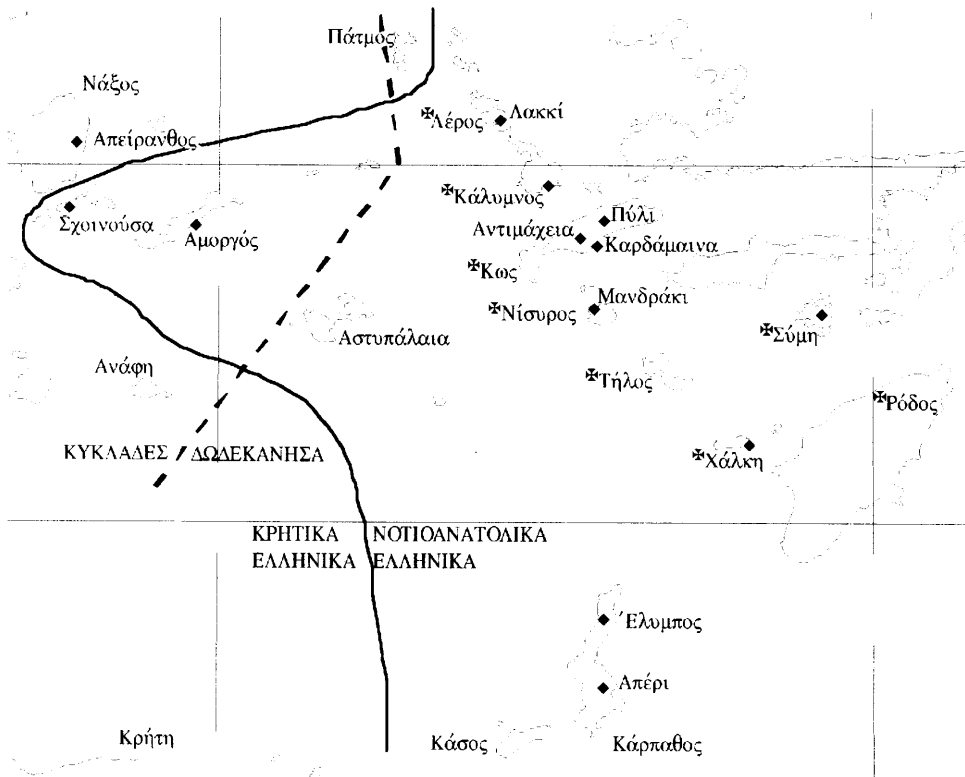 Πάτμος
Νάξος
Απείρανθος
✠Λέρος
Λακκί
✠Κάλυμνος
Σχοινούσα
Αμοργός
Πύλι
Αντιμάχεια
Καρδάμαινα
✠Κως
Μανδράκι
✠Νίσυρος
Αστυπάλαια
✠Σύμη
Ανάφη
✠Τήλος
✠Ρόδος
ΚΥΚΛΑΔΕΣ ΔΩΔΕΚΑΝΗΣΑ
✠Χάλκη
ΚΡΗΤΙΚΑ ΝΟΤΙΟΑΝΑΤΟΛΙΚΑ
ΕΛΛΗΝΙΚΑ ΕΛΛΗΝΙΚΑ
Έλυμπος
Απέρι
Κρήτη
Κάσος
Κάρπαθος